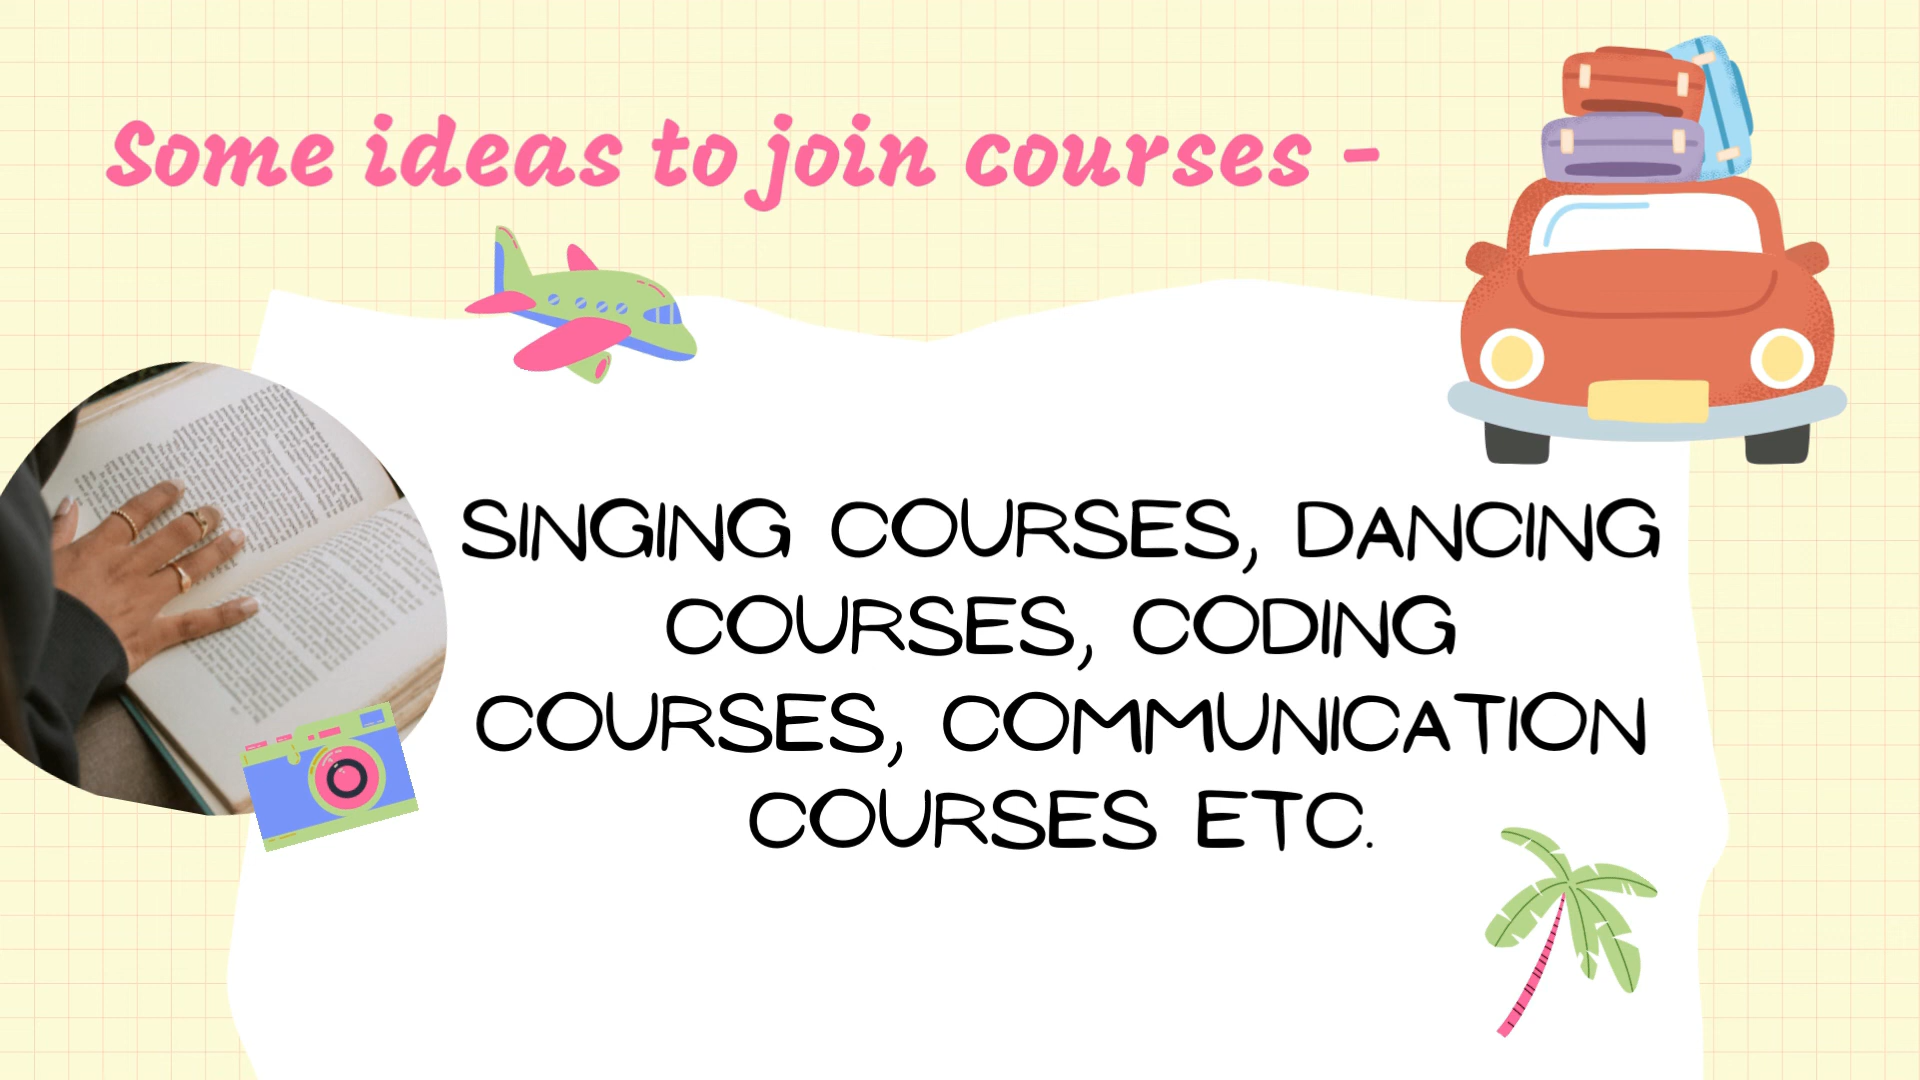 Some ideas to join courses -
SINGING COURSES, DANCING
COURSES, CODING
COURSES, COMMUNICATION
COURSES ETC.